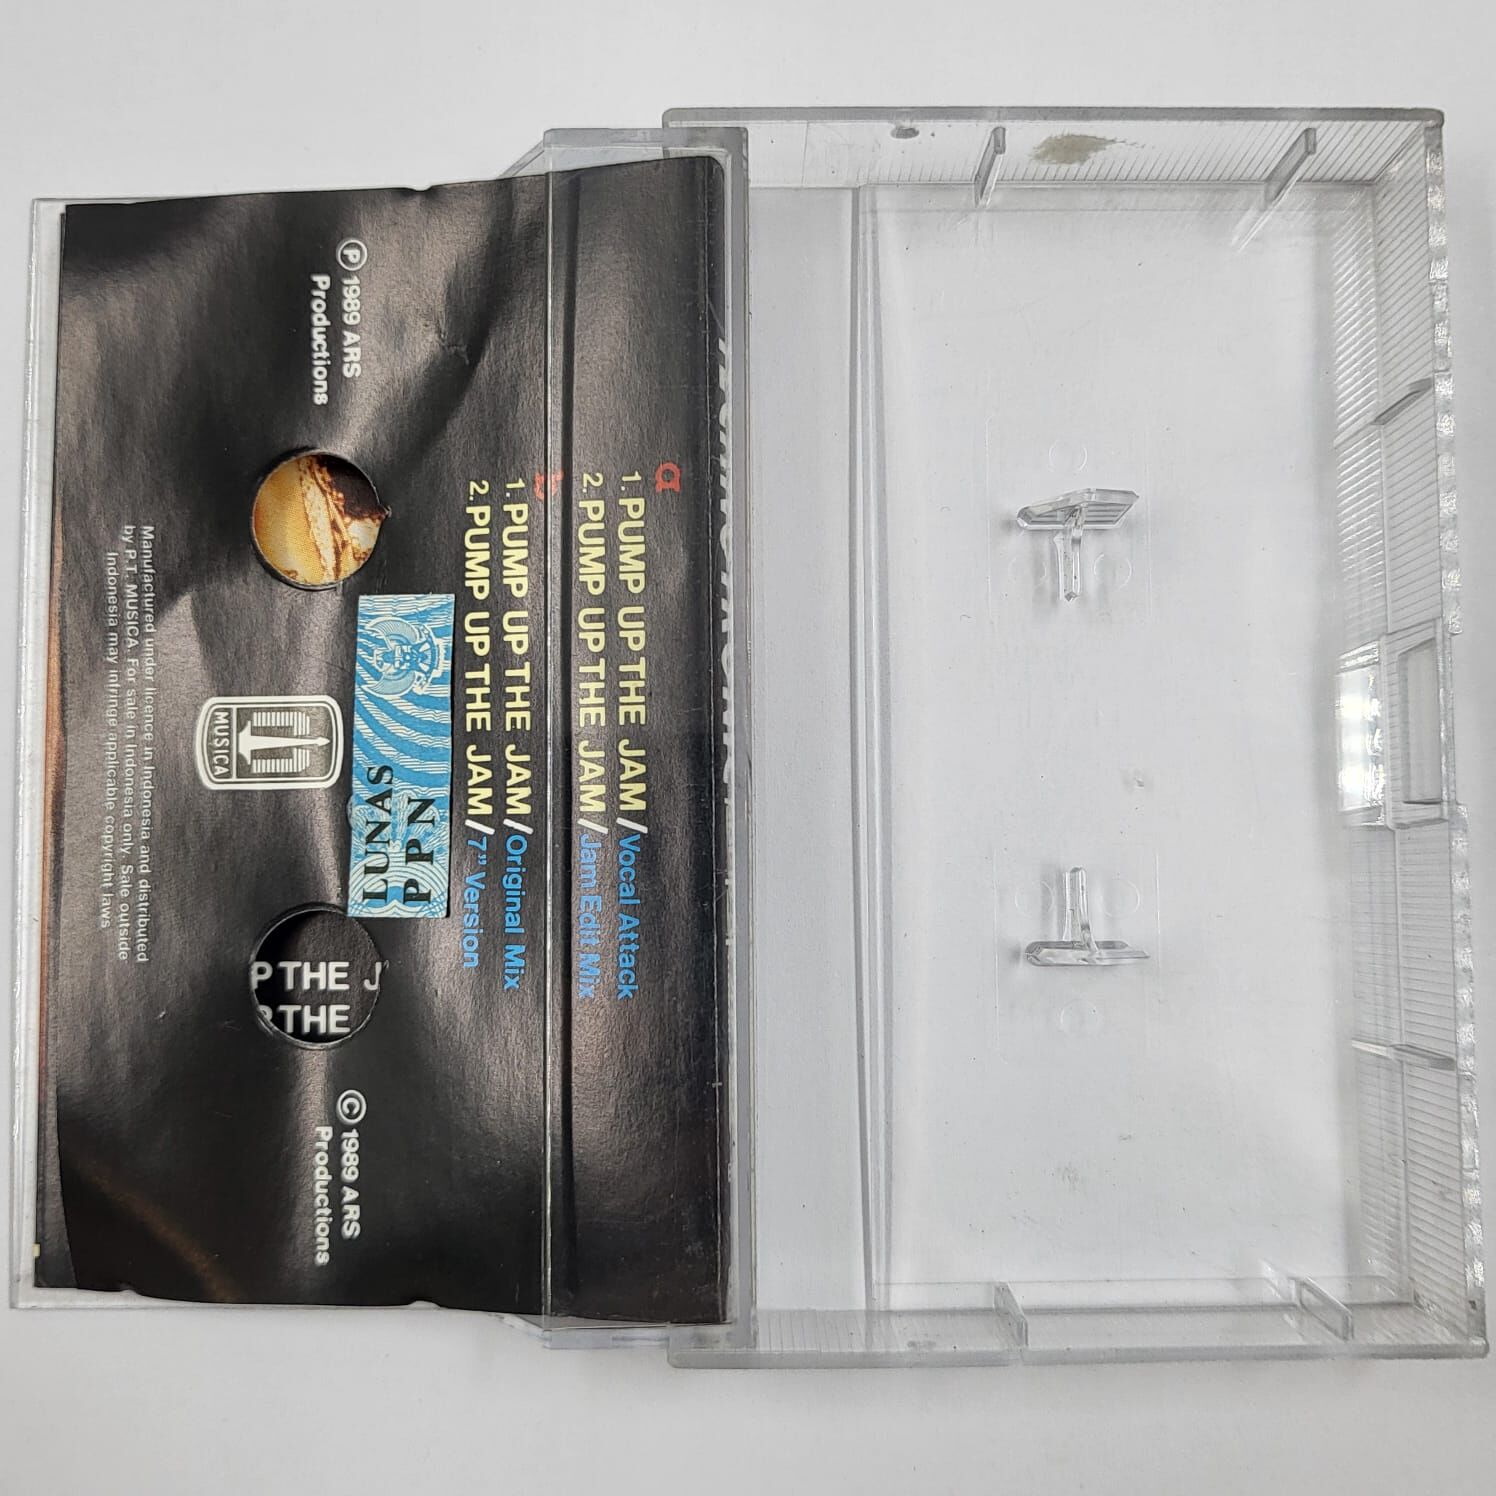 a
1. PUMP UP THE JAM/Vocal Attack
2. PUMP UP THE JAM/Jam Edit Mix
b
1. PUMP UP THE JAM/Original Mix
2. PUMP UP THE JAM/7" Version
LUNAS
PPN
Ⓟ 1989 ARS
Productions
© 1989 ARS
Productions
P THE J
THE
MUSICA
Manufactured under licence in Indonesia and distributed
by P.T. MUSICA. For sale in Indonesia only. Sale outside
Indonesia may infringe applicable copyright laws